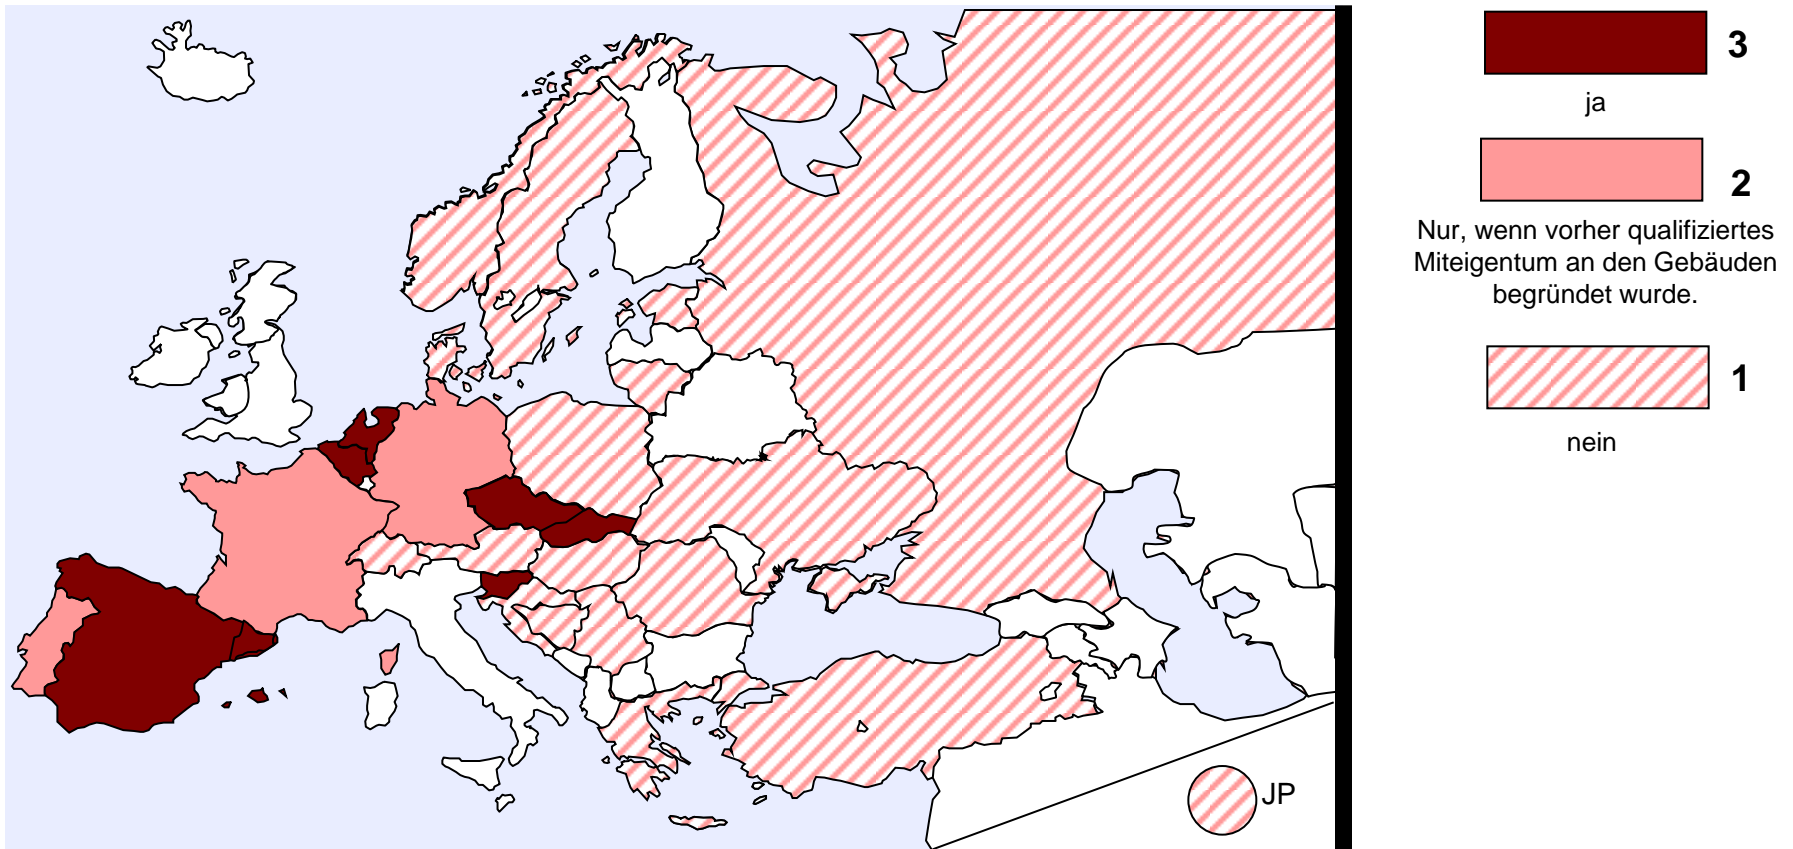 3
ja
2
Nur, wenn vorher qualifiziertes
Miteigentum an den Gebäuden
begründet wurde.
1
nein
JP